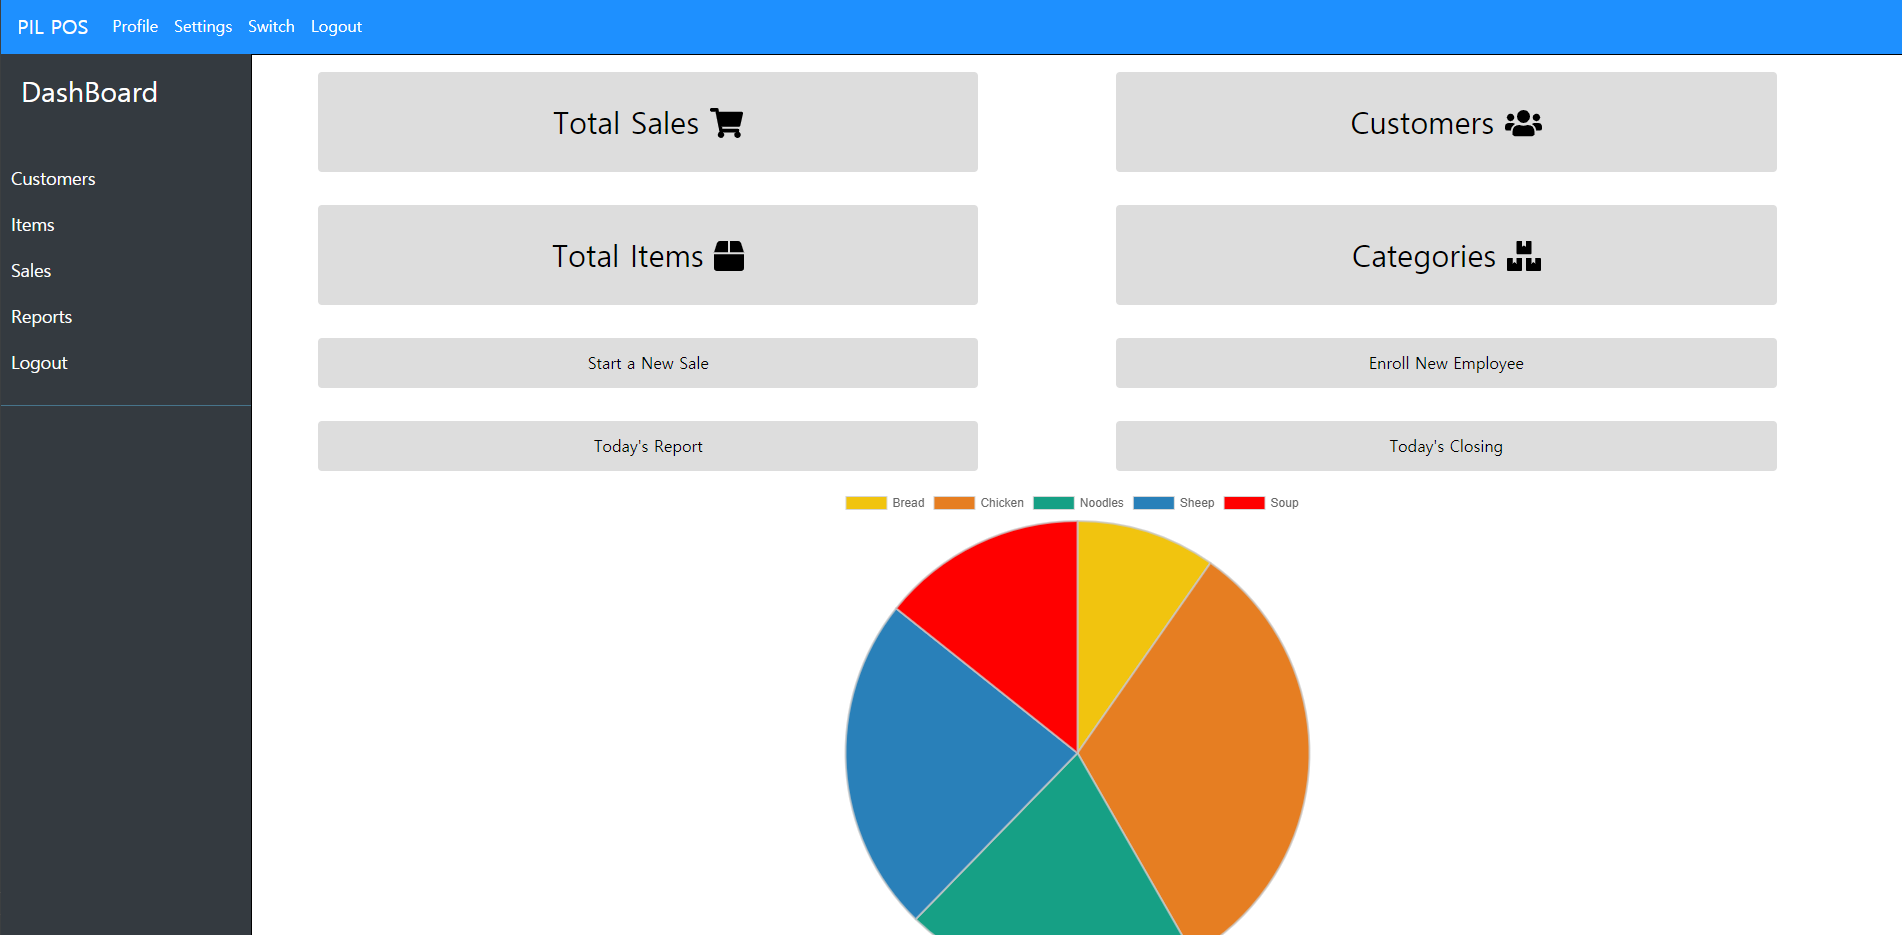 PIL POS Profile Settings Switch Logout
DashBoard
Customers
Items
Sales
Reports
Logout
Total Sales
Customers
Total Items
Categories
Start a New Sale
Enroll New Employee
Today's Report
Today's Closing
Bread Chicken Noodles Sheep Soup